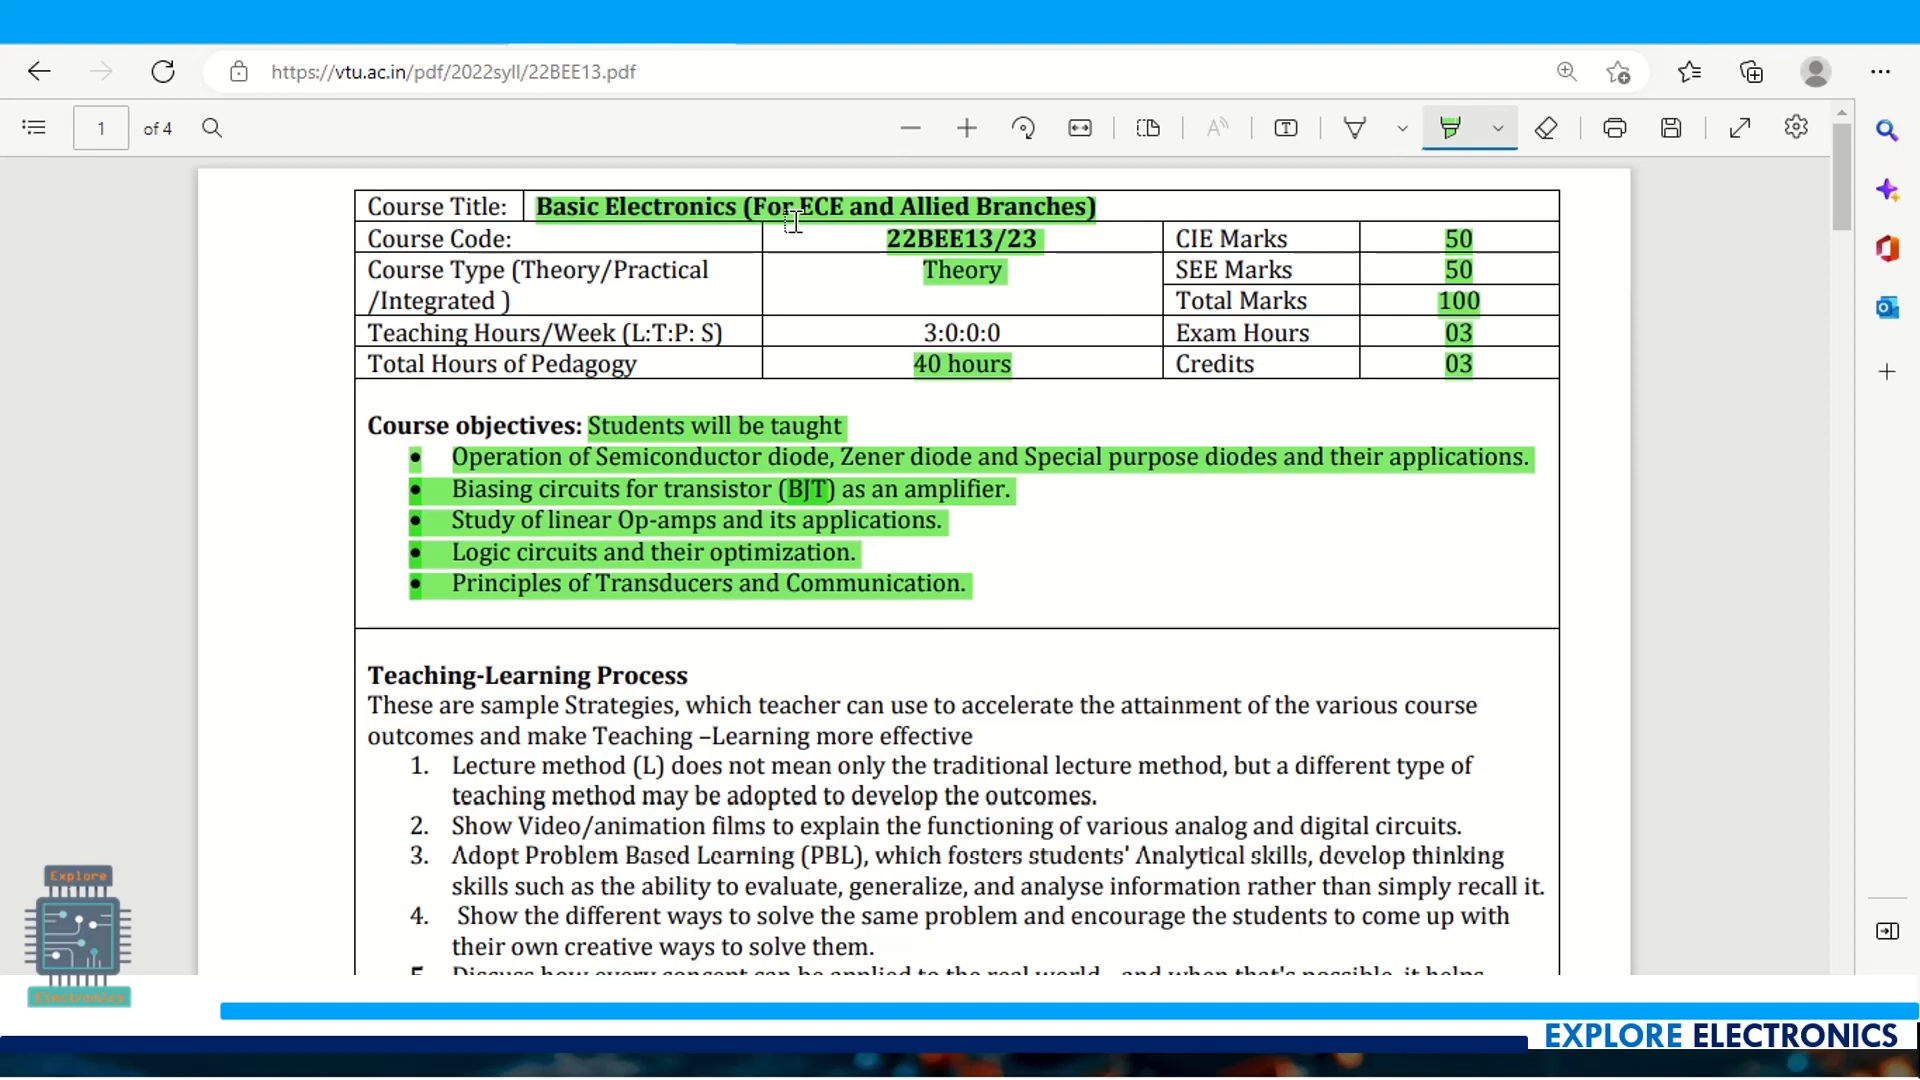 https://vtu.ac.in/pdf/2022syll/22BEE13.pdf
1 of 4
Course Title: Basic Electronics (For ECE and Allied Branches)
Course Code: 22BEE13/23 CIE Marks 50
Course Type (Theory/Practical /Integrated ) Theory SEE Marks 50
Total Marks 100
Teaching Hours/Week (L:T:P: S) 3:0:0:0 Exam Hours 03
Total Hours of Pedagogy 40 hours Credits 03
Course objectives: Students will be taught
• Operation of Semiconductor diode, Zener diode and Special purpose diodes and their applications.
• Biasing circuits for transistor (BJT) as an amplifier.
• Study of linear Op-amps and its applications.
• Logic circuits and their optimization.
• Principles of Transducers and Communication.
Teaching-Learning Process
These are sample Strategies, which teacher can use to accelerate the attainment of the various course
outcomes and make Teaching –Learning more effective
1. Lecture method (L) does not mean only the traditional lecture method, but a different type of
teaching method may be adopted to develop the outcomes.
2. Show Video/animation films to explain the functioning of various analog and digital circuits.
3. Adopt Problem Based Learning (PBL), which fosters students' Analytical skills, develop thinking
skills such as the ability to evaluate, generalize, and analyse information rather than simply recall it.
4. Show the different ways to solve the same problem and encourage the students to come up with
their own creative ways to solve them.
5. Discuss how every concept can be applied to the real world - and when that's possible, it helps
Explore
Electronics
EXPLORE ELECTRONICS